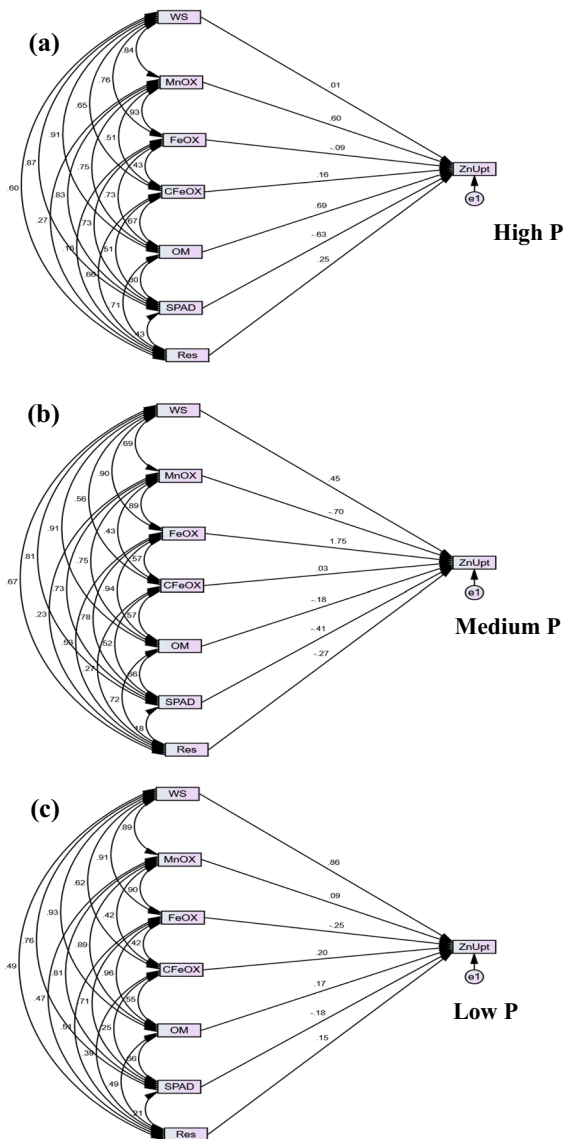 (a)
WS
.84
MnOX
.76
.93
.01
.65
FeOX
.60
.91
.51
.43
-.09
.87
.75
CFeOX
.16
ZnUpt
.60
.83
.73
.67
.69
e1
.27
.73
OM
-.63
High P
.51
.80
.25
.66
SPAD
.71
.43
Res
(b)
WS
.69
MnOX
.90
.89
.45
.56
FeOX
-.70
.91
.43
.57
1.75
.81
.75
CFeOX
.03
ZnUpt
.67
.73
.94
.57
-.18
e1
.23
.78
OM
-.41
Medium P
.52
.66
-.27
.27
SPAD
.72
.18
Res
(c)
WS
.89
MnOX
.91
.90
.86
.62
FeOX
.09
.93
.42
.42
-.25
.76
.89
CFeOX
.20
ZnUpt
.49
.81
.96
.55
.17
e1
.47
.71
OM
-.18
Low P
.51
.25
.66
.15
.39
SPAD
.49
.21
Res